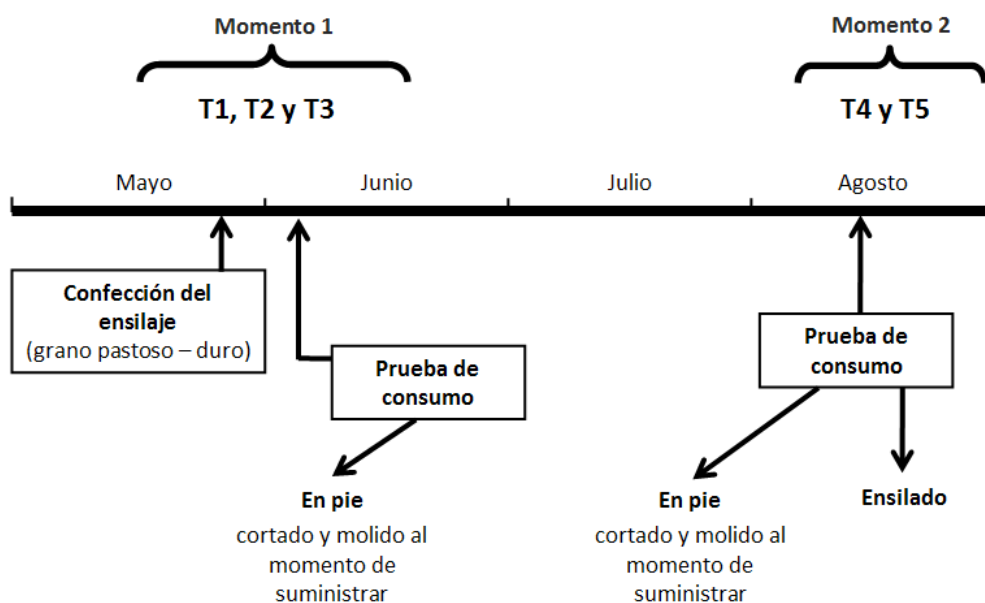 Momento 1
Momento 2
T1, T2 y T3
T4 y T5
Mayo
Junio
Julio
Agosto
Confección del
ensilaje
(grano pastoso – duro)
Prueba de
consumo
Prueba de
consumo
En pie
cortado y molido al
momento de
suministrar
En pie
cortado y molido al
momento de
suministrar
Ensilado